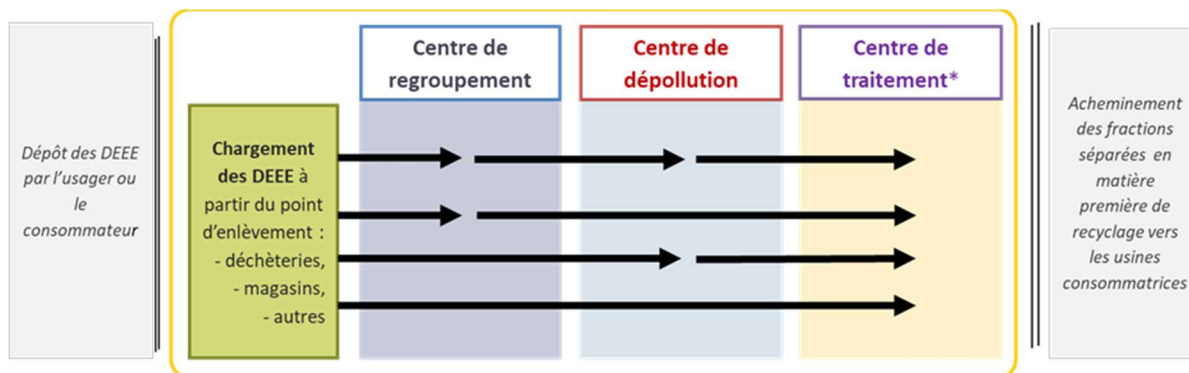 Dépôt des DEEE
par l'usager ou
le
consommateur
Centre de
regroupement
Centre de
dépollution
Centre de
traitement*
Chargement
des DEEE à
partir du point
d'enlèvement :
- déchèteries,
- magasins,
- autres
Acheminement
des fractions
séparées en
matière
première de
recyclage vers
les usines
consommatrices